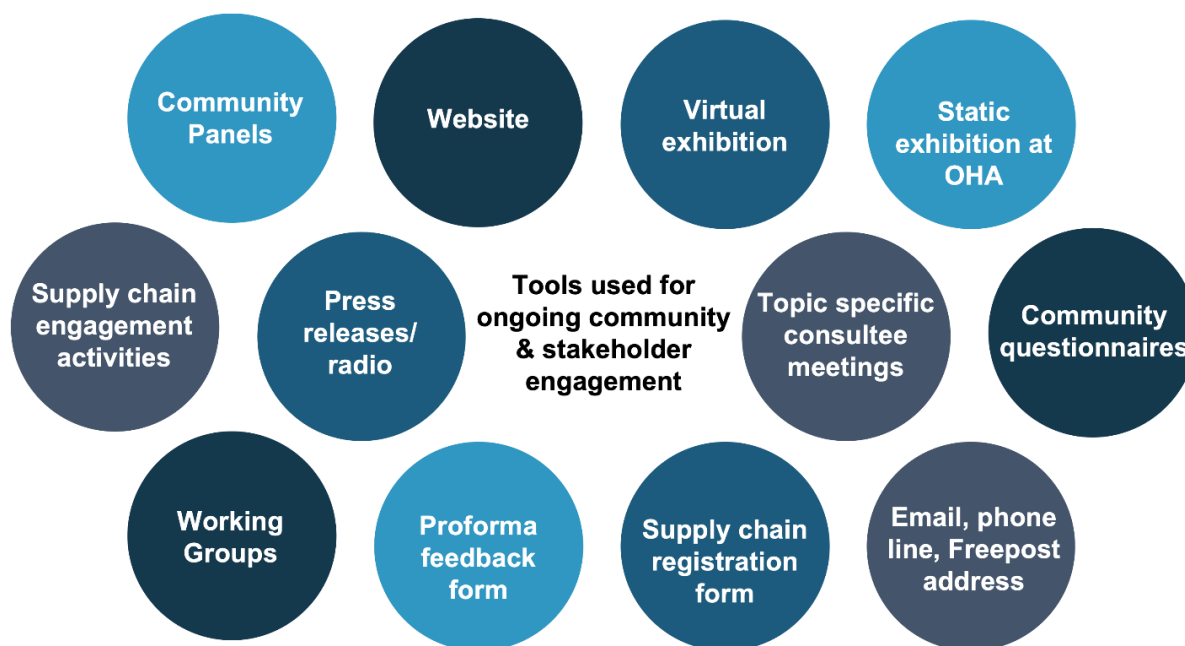 Community
Panels
Website
Virtual
exhibition
Static
exhibition at
OHA
Supply chain
engagement
activities
Press
releases/
radio
Tools used for
ongoing community
& stakeholder
engagement
Topic specific
consultee
meetings
Community
questionnaires
Working
Groups
Proforma
feedback
form
Supply chain
registration
form
Email, phone
line, Freepost
address